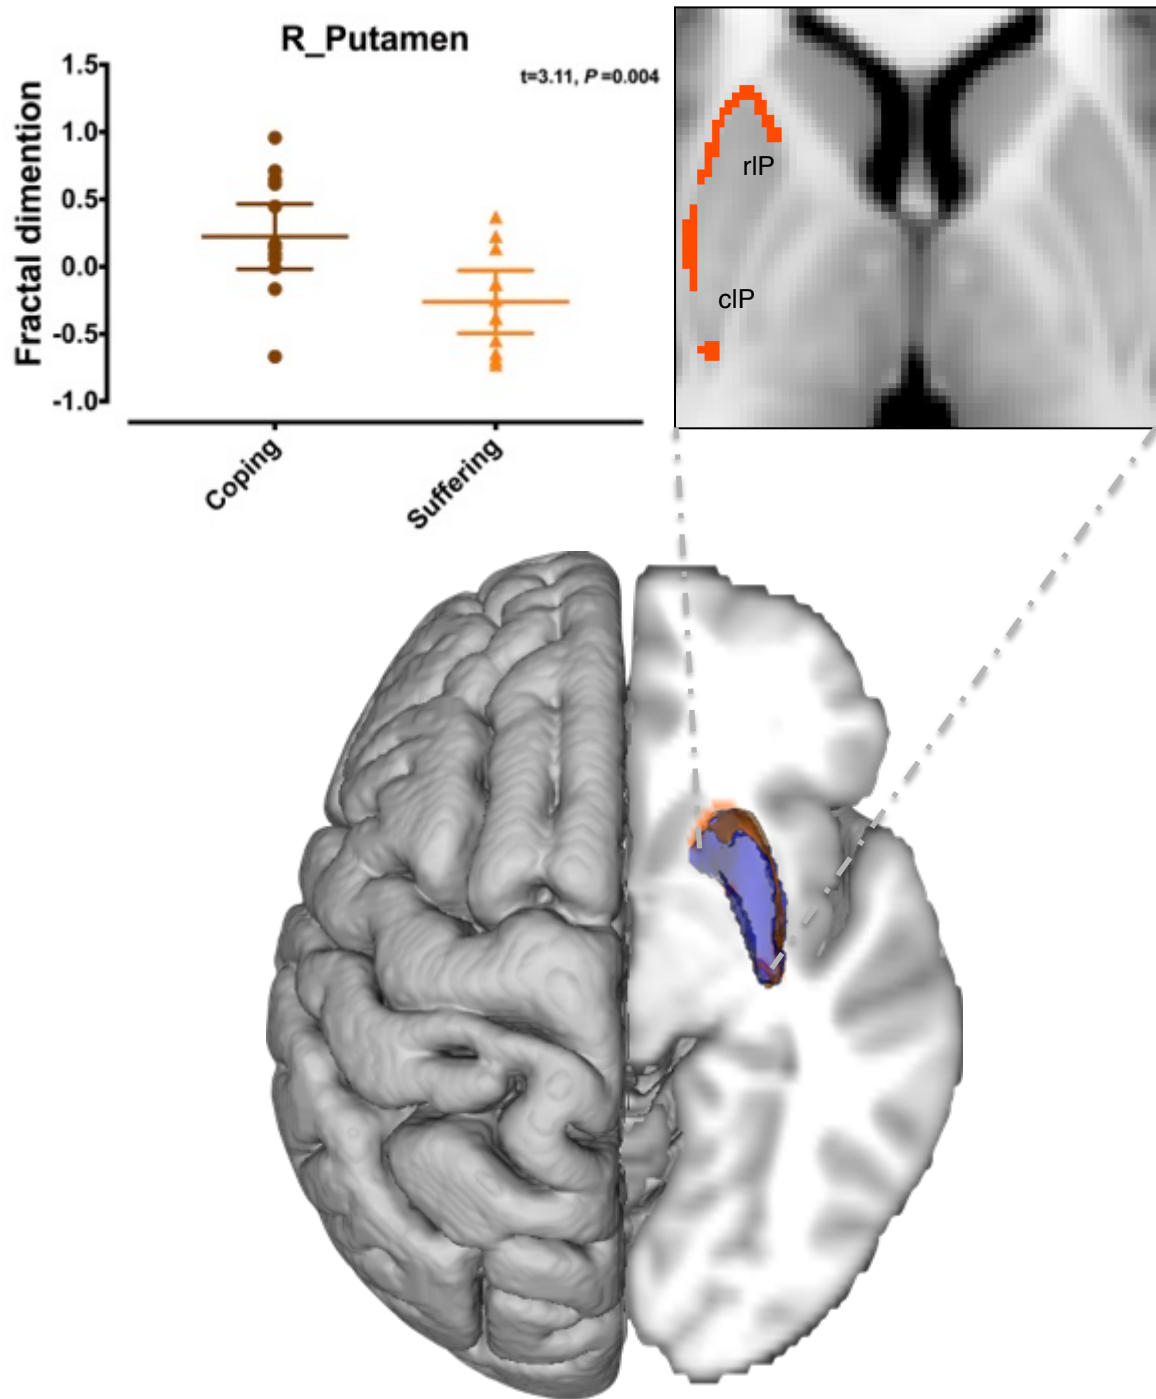 R_Putamen
t=3.11, P=0.004
Fractal dimention
1.5
1.0
0.5
0.0
-0.5
-1.0
Coping
Suffering
rIP
cIP